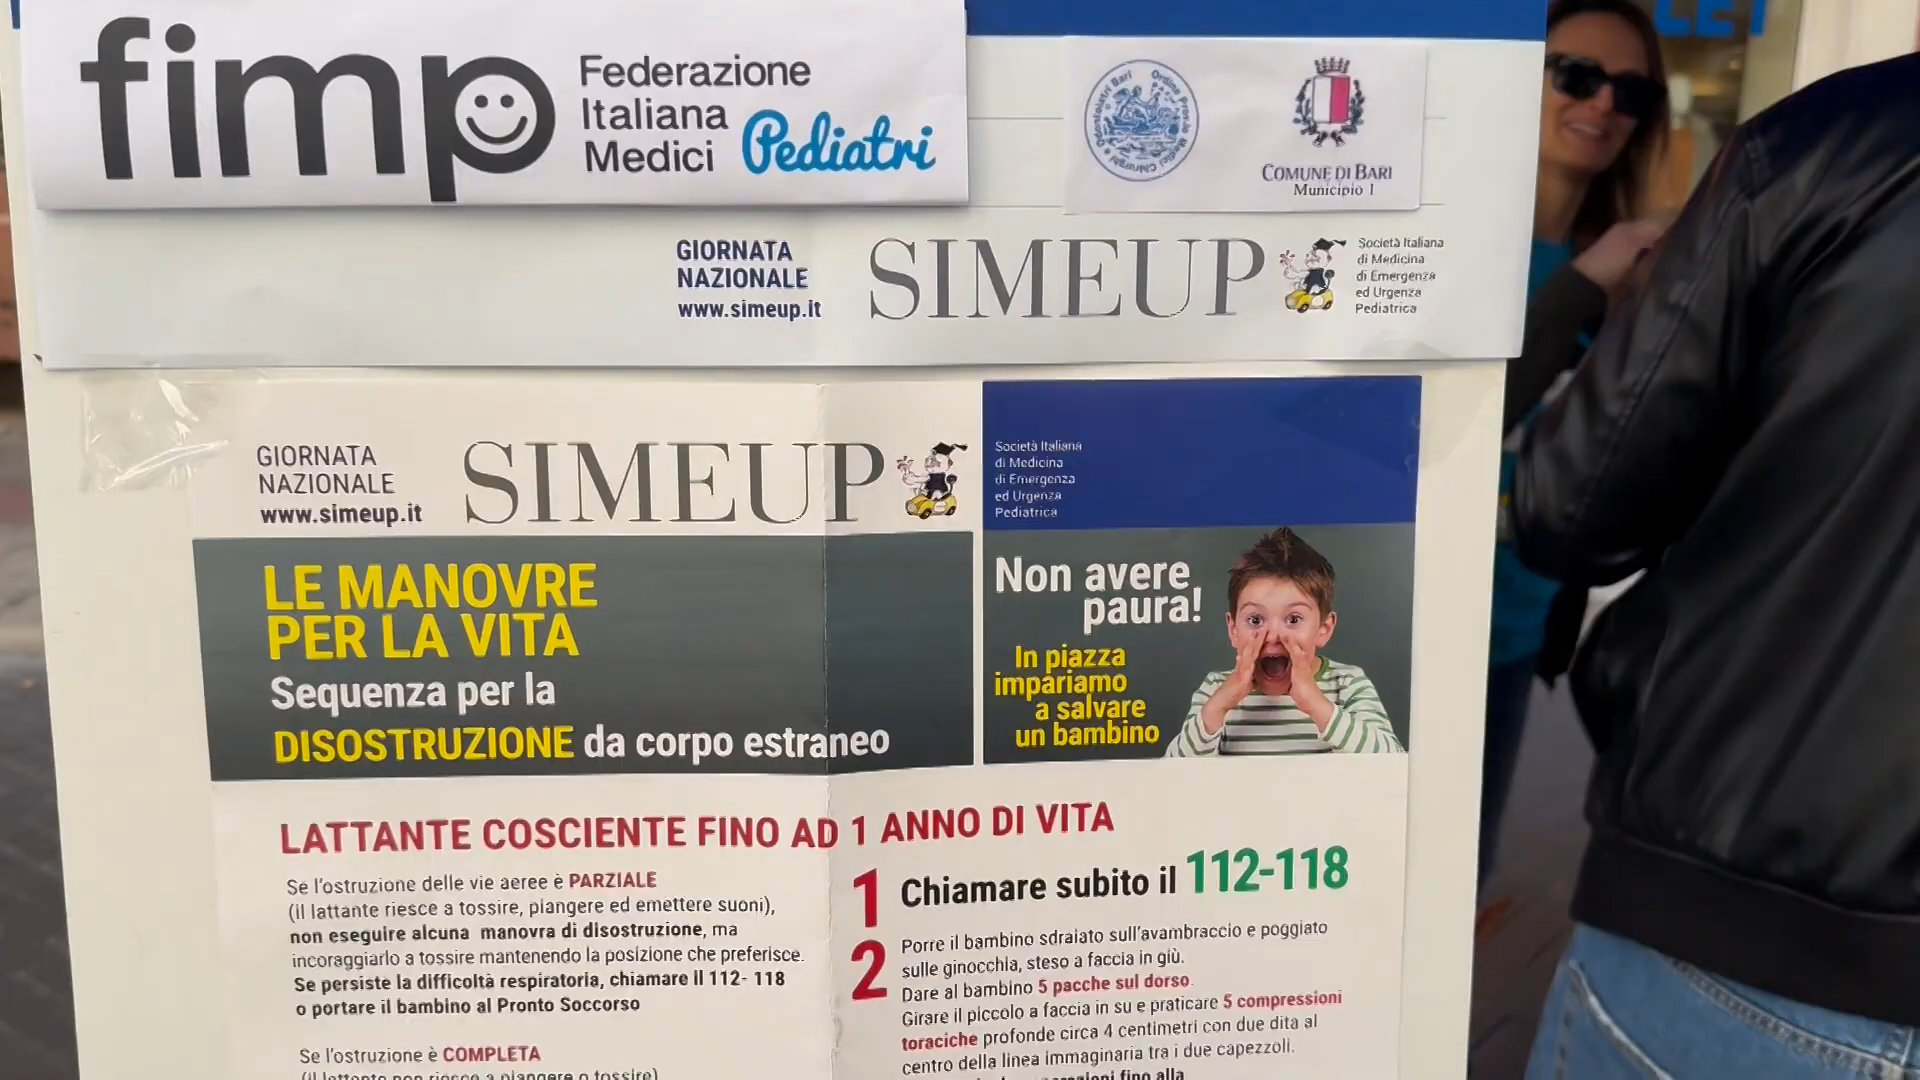 fimp
Federazione
Italiana
Medici Pediatri
COMUNE DI BARI
Municipio 1
GIORNATA
NAZIONALE
www.simeup.it
SIMEUP
Società Italiana
di Medicina
di Emergenza
ed Urgenza
Pediatrica
GIORNATA
NAZIONALE
www.simeup.it
SIMEUP
Società Italiana
di Medicina
di Emergenza
ed Urgenza
Pediatrica
LE MANOVRE
PER LA VITA
Sequenza per la
DISOSTRUZIONE da corpo estraneo
Non avere
paura!
In piazza
impariamo
a salvare
un bambino
LATTANTE COSCIENTE FINO AD 1 ANNO DI VITA
Se l'ostruzione delle vie aeree è PARZIALE
(il lattante riesce a tossire, piangere ed emettere suoni),
non eseguire alcuna manovra di disostruzione, ma
incoraggiarlo a tossire mantenendo la posizione che preferisce.
Se persiste la difficoltà respiratoria, chiamare il 112- 118
o portare il bambino al Pronto Soccorso
Se l'ostruzione è COMPLETA
(il lattante non riesce a piangere o tossire)
1 Chiamare subito il 112-118
2 Porre il bambino sdraiato sull'avambraccio e poggiato
sulle ginocchia, steso a faccia in giù.
Dare al bambino 5 pacche sul dorso.
Girare il piccolo a faccia in su e praticare 5 compressioni
toraciche profonde circa 4 centimetri con due dita al
centro della linea immaginaria tra i due capezzoli.
fino alla